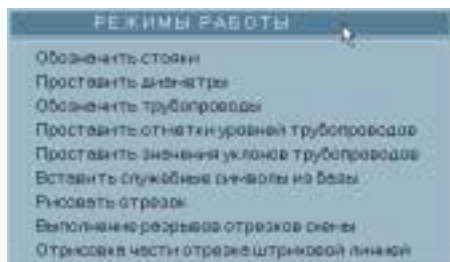 РЕЖИМЫ РАБОТЫ
Обозначить стояки
Проставить диаметры
Обозначить трубопроводы
Проставить отметки уровней трубопроводов
Проставить значения уклонов трубопроводов
Вставить служебные символы из базы
Рисовать отрезок
Выполнение разрывов отрезков схемы
Отрисовка части отрезка штриховой линией